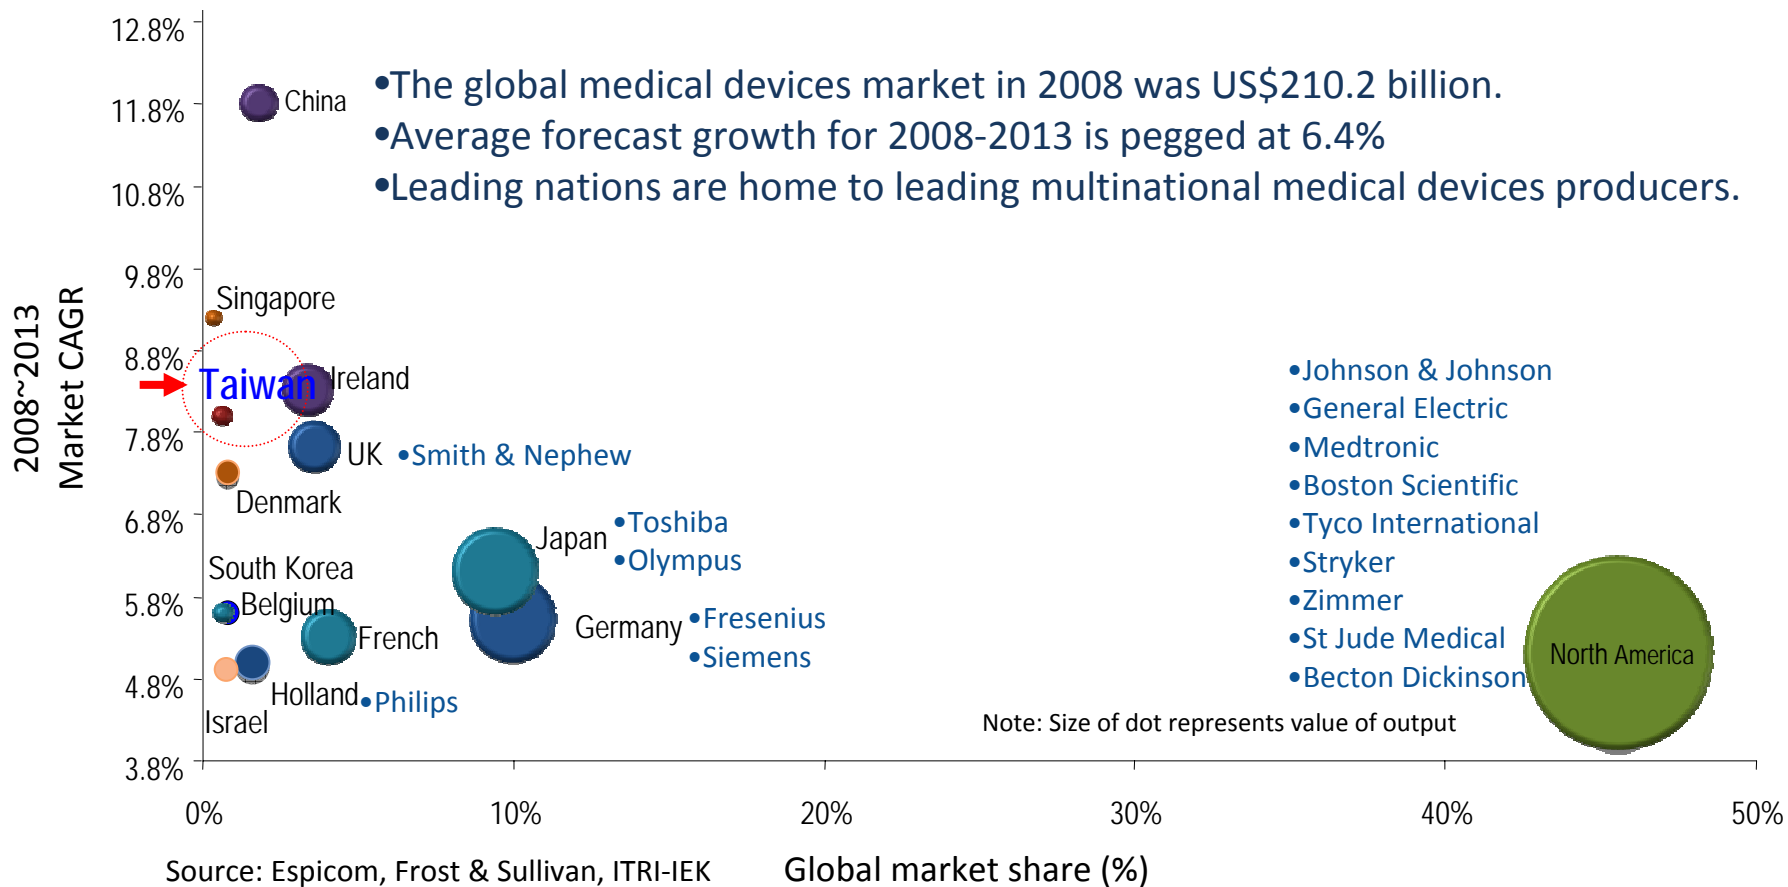 •The global medical devices market in 2008 was US$210.2 billion.
•Average forecast growth for 2008-2013 is pegged at 6.4%
•Leading nations are home to leading multinational medical devices producers.
2008~2013
Market CAGR
12.8%
11.8%
10.8%
9.8%
8.8%
7.8%
6.8%
5.8%
4.8%
3.8%
China
Singapore
Taiwan
Ireland
UK
•Smith & Nephew
Denmark
Japan
•Toshiba
•Olympus
South Korea
Belgium
French
Germany
•Fresenius
•Siemens
Holland
•Philips
Israel
•Johnson & Johnson
•General Electric
•Medtronic
•Boston Scientific
•Tyco International
•Stryker
•Zimmer
•St Jude Medical
•Becton Dickinson
North America
Note: Size of dot represents value of output
0%
10%
20%
30%
40%
50%
Source: Espicom, Frost & Sullivan, ITRI-IEK
Global market share (%)